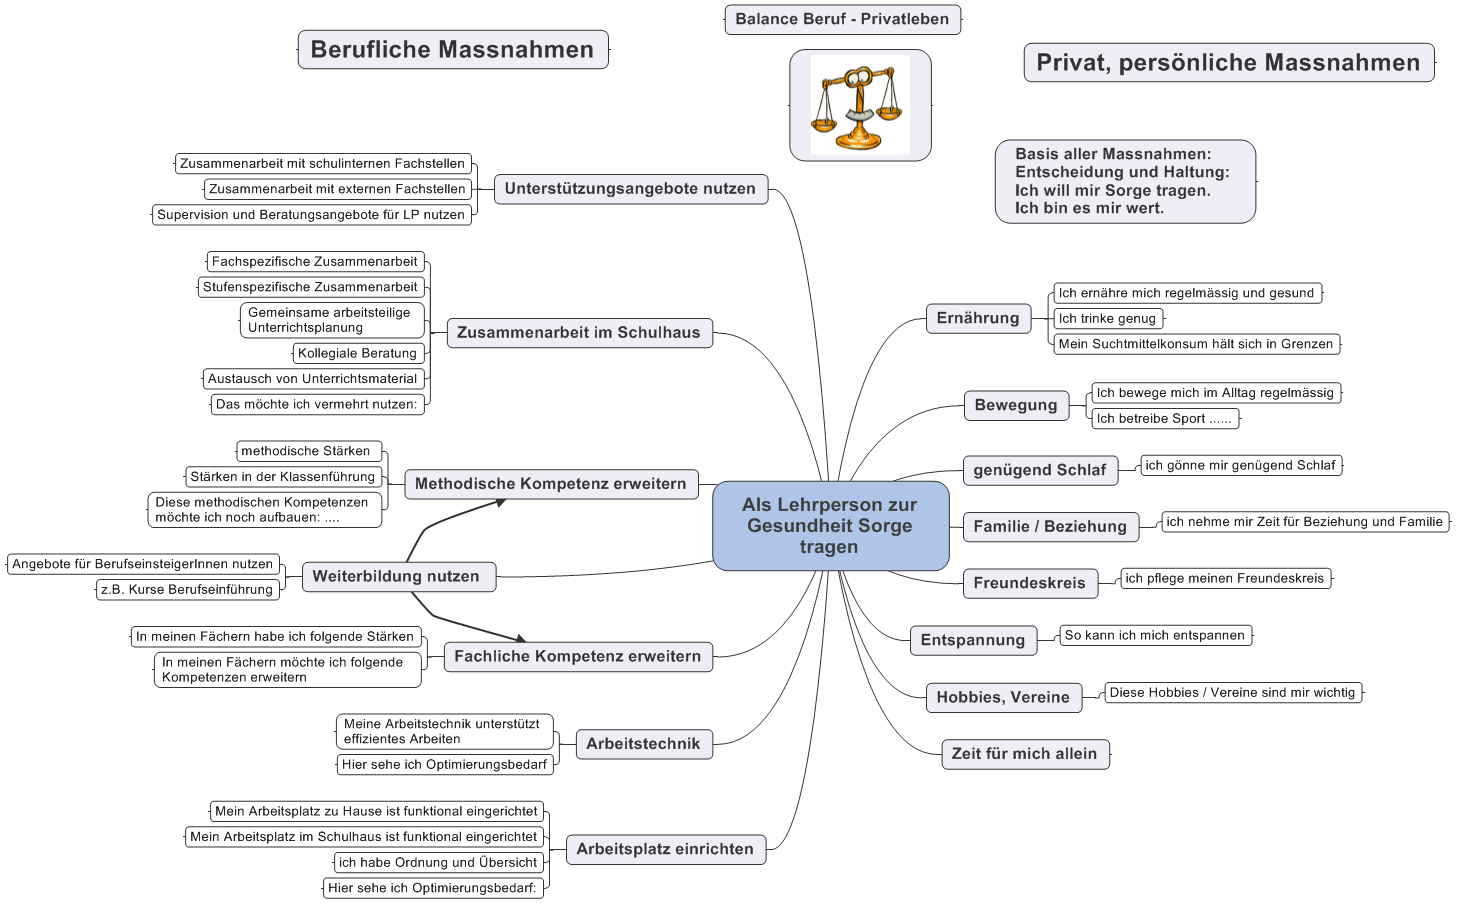 Balance Beruf - Privatleben
Berufliche Massnahmen
Privat, persönliche Massnahmen
Basis aller Massnahmen:
Entscheidung und Haltung:
Ich will mir Sorge tragen.
Ich bin es mir wert.
Als Lehrperson zur
Gesundheit Sorge
tragen
Unterstützungsangebote nutzen
Zusammenarbeit mit schulinternen Fachstellen
Zusammenarbeit mit externen Fachstellen
Supervision und Beratungsangebote für LP nutzen
Zusammenarbeit im Schulhaus
Fachspezifische Zusammenarbeit
Stufenspezifische Zusammenarbeit
Gemeinsame arbeitsteilige
Unterrichtsplanung
Kollegiale Beratung
Austausch von Unterrichtsmaterial
Das möchte ich vermehrt nutzen:
Methodische Kompetenz erweitern
methodische Stärken
Stärken in der Klassenführung
Diese methodischen Kompetenzen
möchte ich noch aufbauen: ....
Weiterbildung nutzen
Angebote für BerufseinsteigerInnen nutzen
z.B. Kurse Berufseinführung
Fachliche Kompetenz erweitern
In meinen Fächern habe ich folgende Stärken
In meinen Fächern möchte ich folgende
Kompetenzen erweitern
Arbeitstechnik
Meine Arbeitstechnik unterstützt
effizientes Arbeiten
Hier sehe ich Optimierungsbedarf
Arbeitsplatz einrichten
Mein Arbeitsplatz zu Hause ist funktional eingerichtet
Mein Arbeitsplatz im Schulhaus ist funktional eingerichtet
ich habe Ordnung und Übersicht
Hier sehe ich Optimierungsbedarf:
Ernährung
Ich ernähre mich regelmässig und gesund
Ich trinke genug
Mein Suchtmittelkonsum hält sich in Grenzen
Bewegung
Ich bewege mich im Alltag regelmässig
Ich betreibe Sport ......
genügend Schlaf
ich gönne mir genügend Schlaf
Familie / Beziehung
ich nehme mir Zeit für Beziehung und Familie
Freundeskreis
ich pflege meinen Freundeskreis
Entspannung
So kann ich mich entspannen
Hobbies, Vereine
Diese Hobbies / Vereine sind mir wichtig
Zeit für mich allein